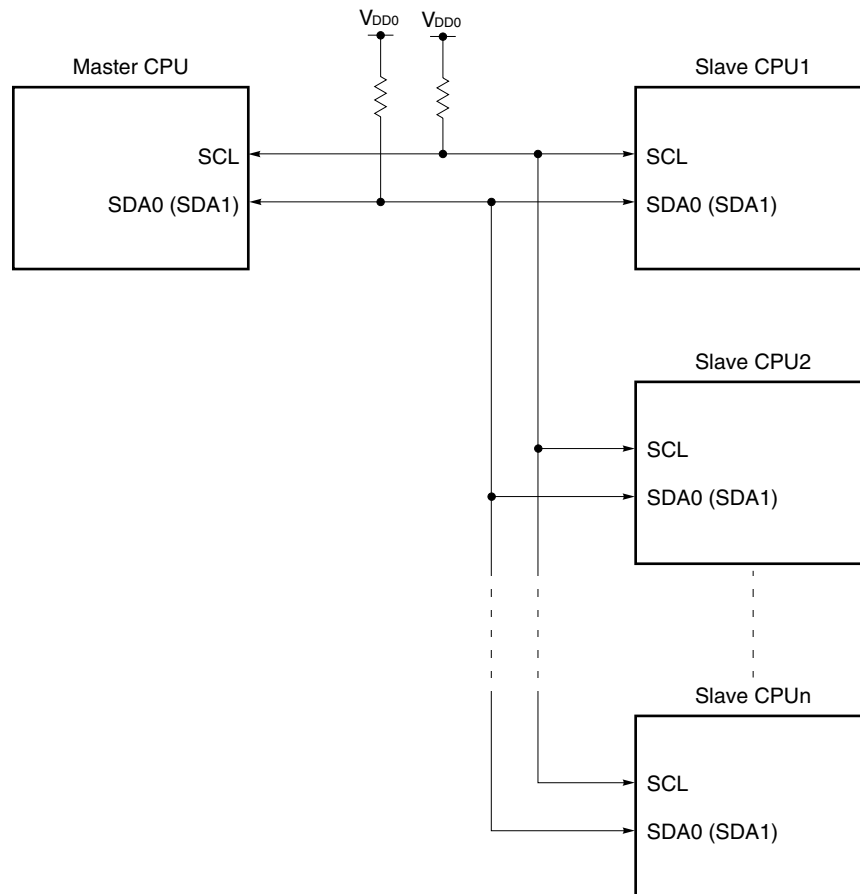 VDD0
VDD0
Master CPU
SCL
SDA0 (SDA1)
Slave CPU1
SCL
SDA0 (SDA1)
Slave CPU2
SCL
SDA0 (SDA1)
Slave CPUn
SCL
SDA0 (SDA1)